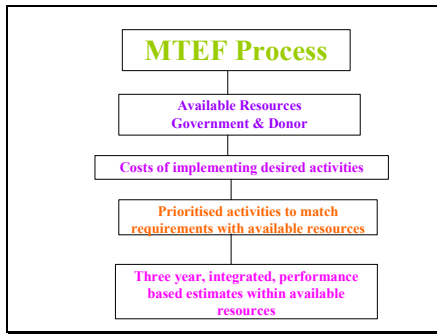 MTEF Process
Available Resources
Government & Donor
Costs of implementing desired activities
Prioritised activities to match
requirements with available resources
Three year, integrated, performance
based estimates within available
resources